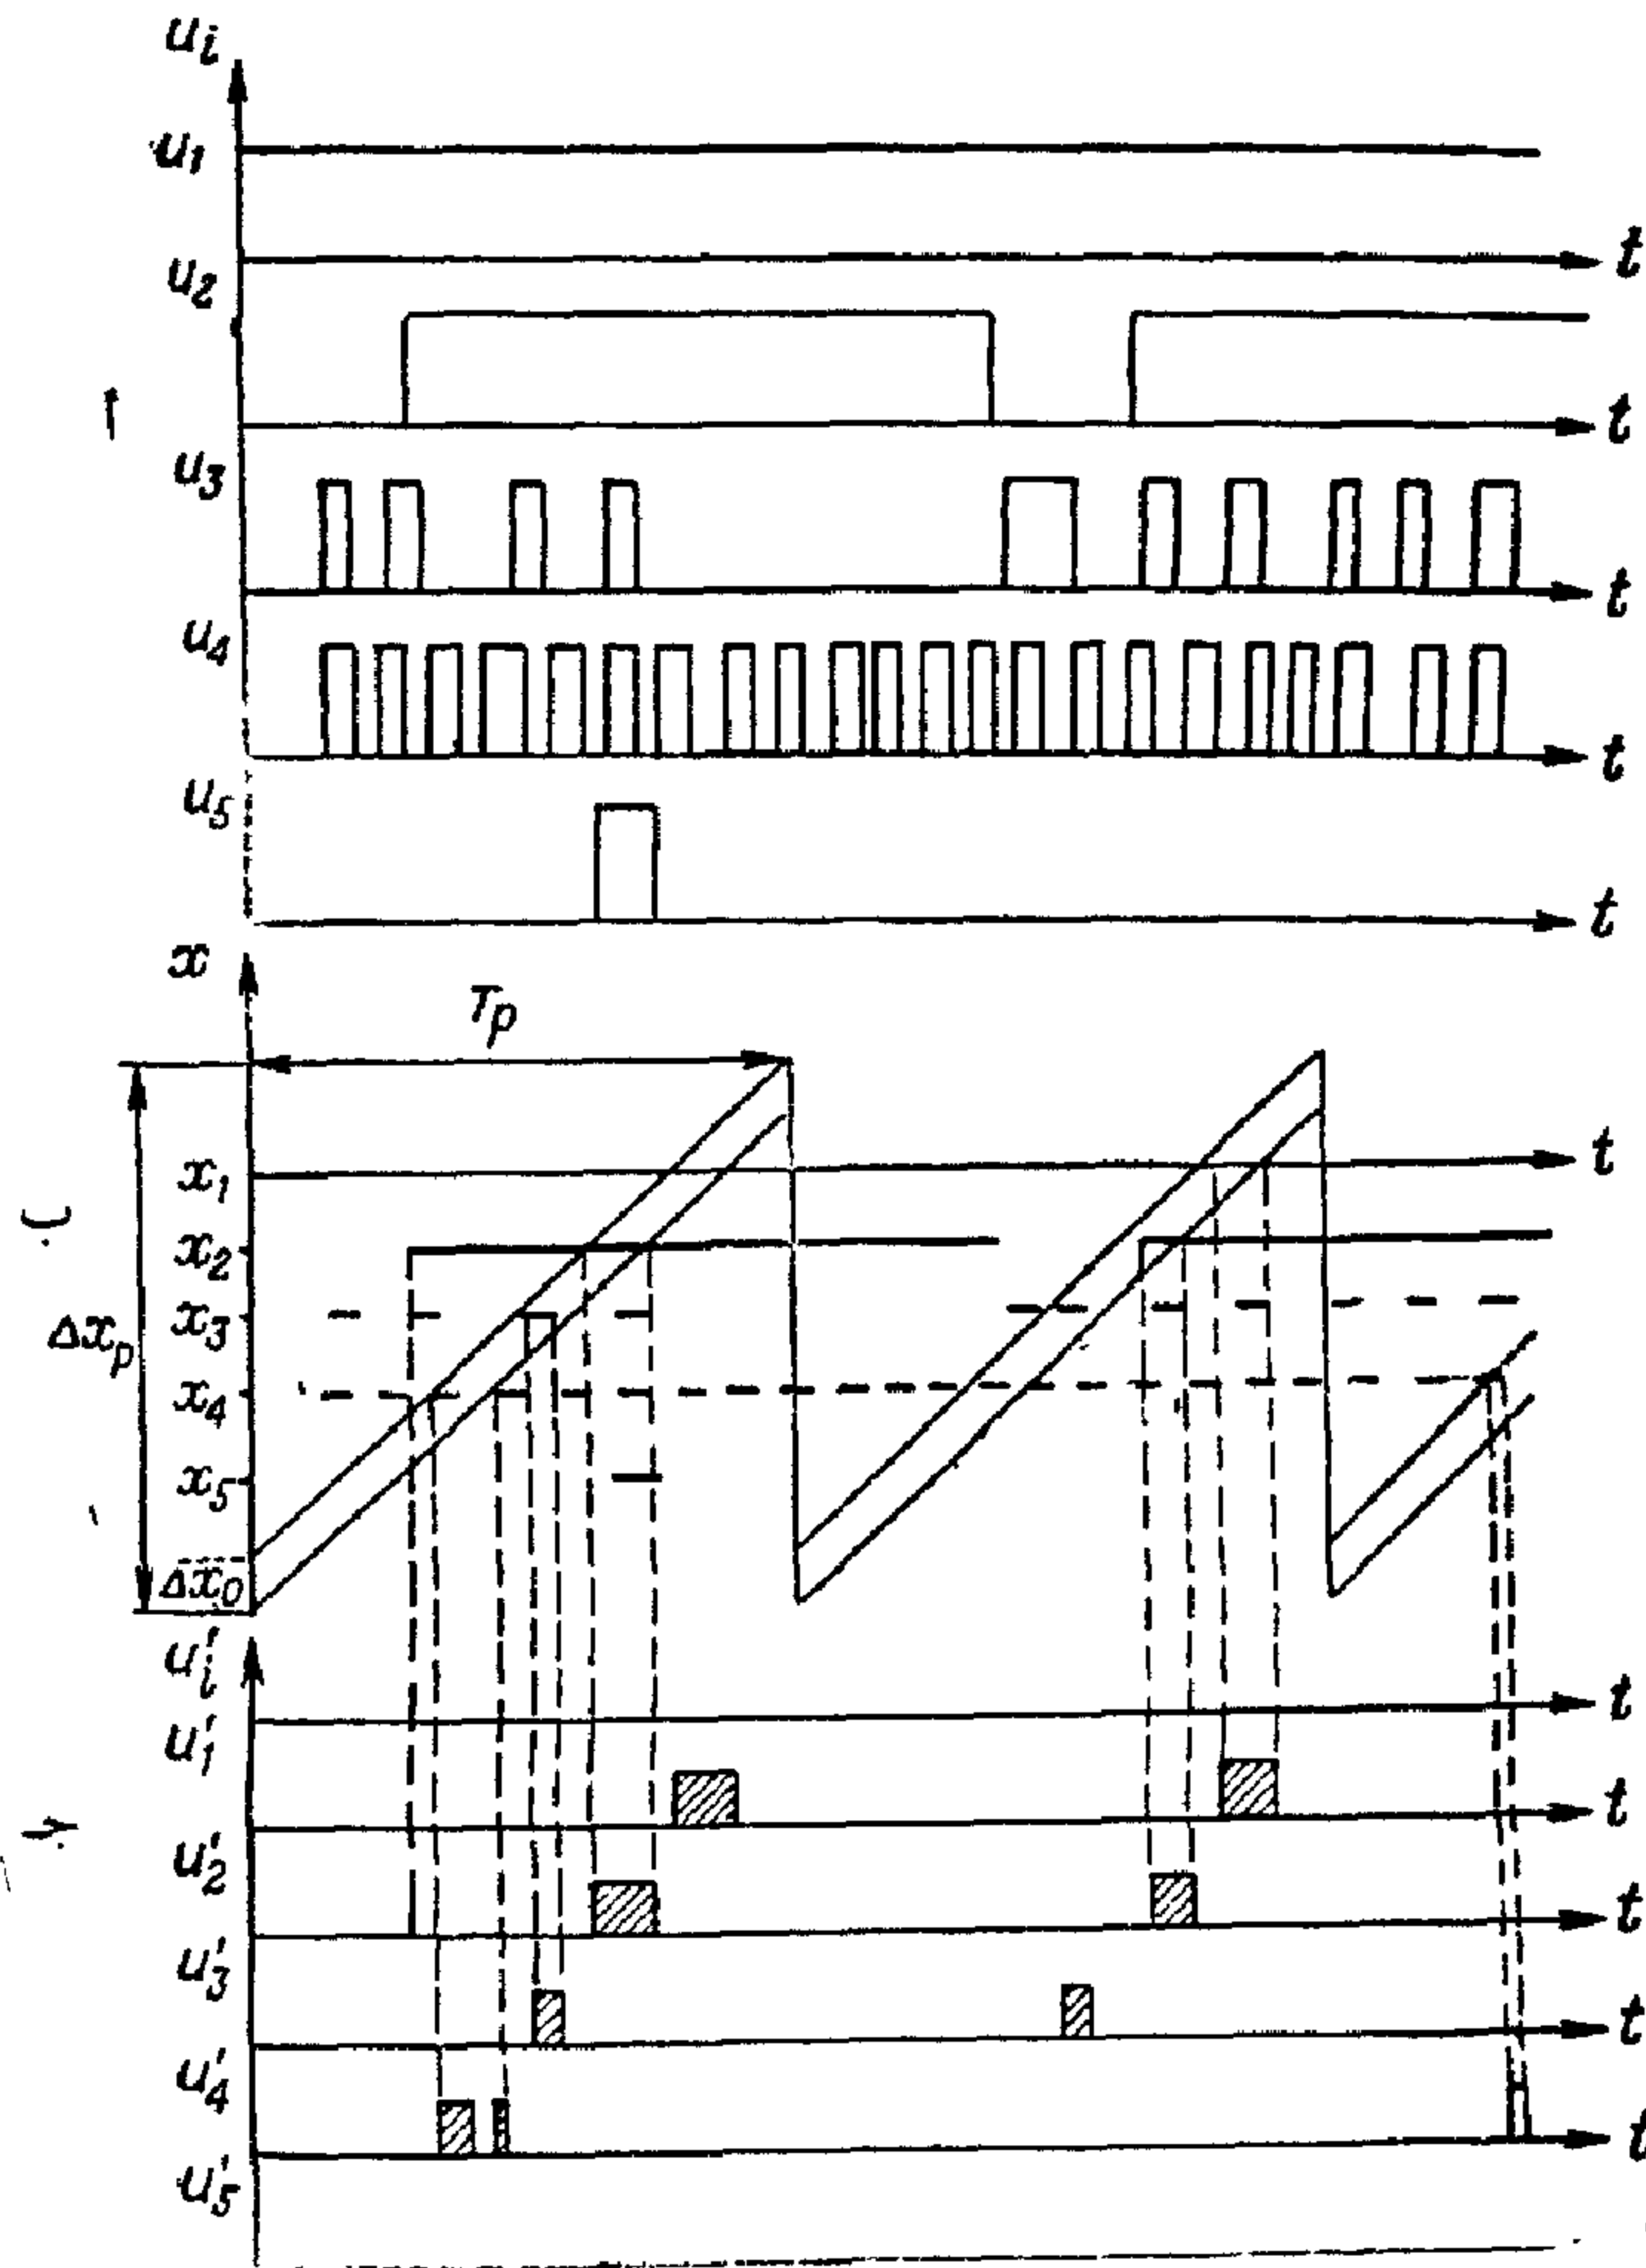 uᵢ
u₁
t
u₂
t
u₃
t
u₄
t
u₅
t
x
Tₚ
x₁
t
x₂
x₃
Δxₚ
x₄
x₅
Δx₀
u′ᵢ
t
u′₁
t
u′₂
t
u′₃
t
u′₄
t
u′₅